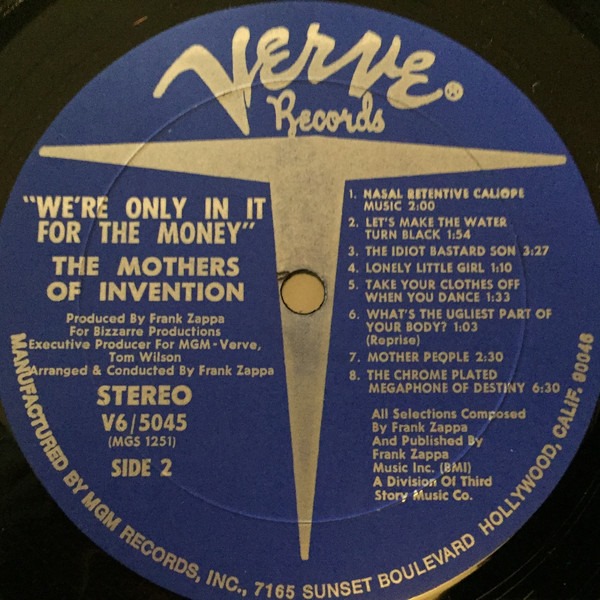 Verve®
Records
"WE'RE ONLY IN IT
FOR THE MONEY"
THE MOTHERS
OF INVENTION
Produced By Frank Zappa
For Bizzarre Productions
Executive Producer For MGM-Verve,
Tom Wilson
Arranged & Conducted By Frank Zappa
STEREO
V6/5045
(MGS 1251)
SIDE 2
1. NASAL RETENTIVE CALIOPE
MUSIC 2:00
2. LET'S MAKE THE WATER
TURN BLACK 1:54
3. THE IDIOT BASTARD SON 3:27
4. LONELY LITTLE GIRL 1:10
5. TAKE YOUR CLOTHES OFF
WHEN YOU DANCE 1:33
6. WHAT'S THE UGLIEST PART OF
YOUR BODY? 1:03
(Reprise)
7. MOTHER PEOPLE 2:30
8. THE CHROME PLATED
MEGAPHONE OF DESTINY 6:30
All Selections Composed
By Frank Zappa
And Published By
Frank Zappa
Music Inc. (BMI)
A Division Of Third
Story Music Co.
MANUFACTURED BY MGM RECORDS, INC., 7165 SUNSET BOULEVARD HOLLYWOOD, CALIF. 90046